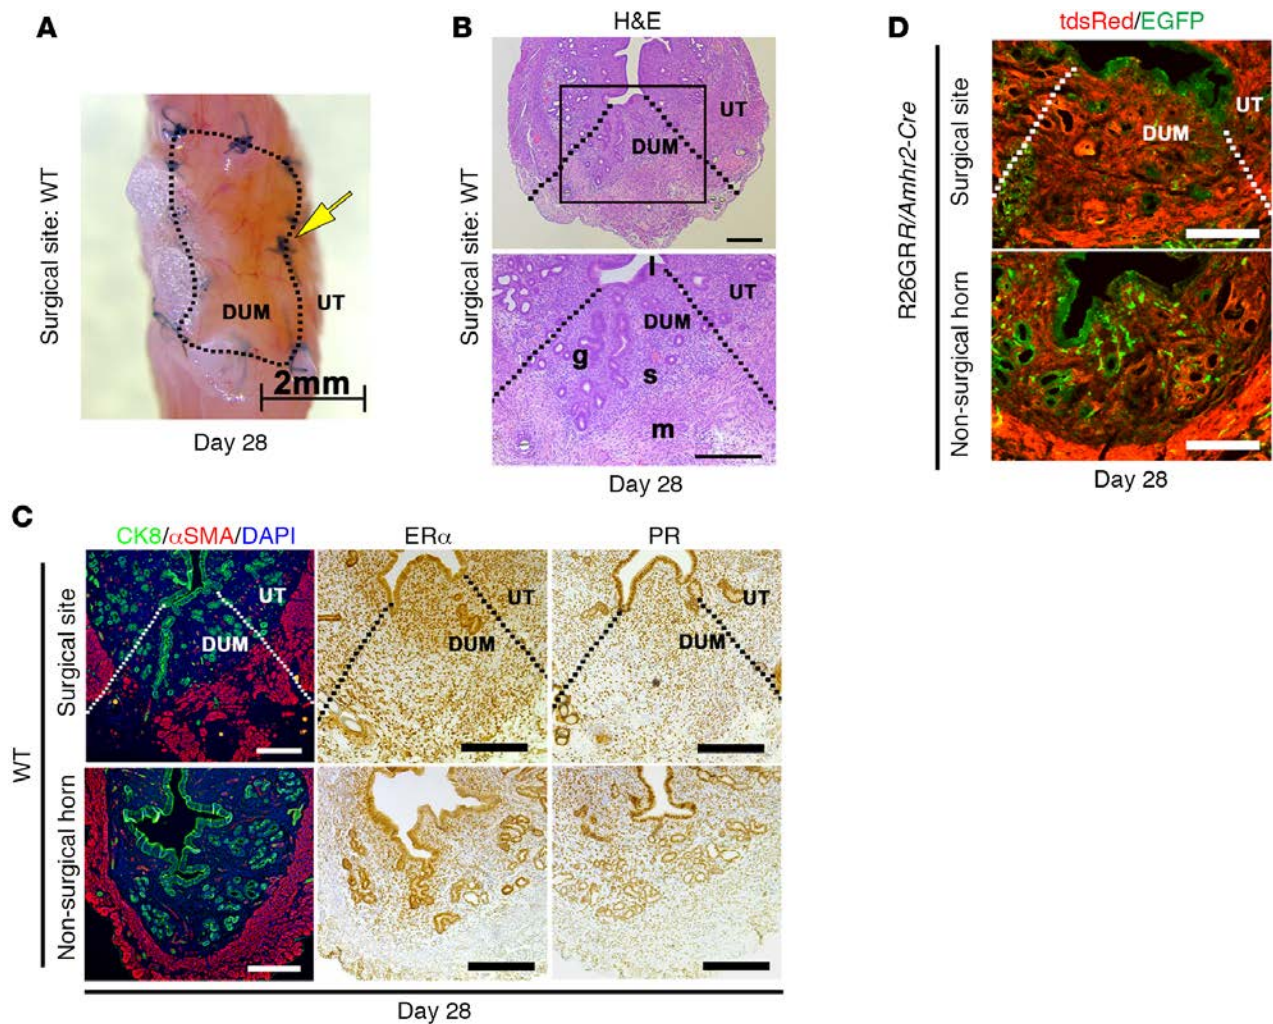 A
Surgical site: WT
DUM
UT
2mm
Day 28
B
H&E
Surgical site: WT
UT
DUM
l
UT
DUM
g
s
m
Day 28
D
tdsRed/EGFP
R26GRR/Amhr2-Cre
Surgical site
Non-surgical horn
UT
DUM
Day 28
C
CK8/αSMA/DAPI
ERα
PR
WT
Surgical site
Non-surgical horn
UT
DUM
UT
DUM
UT
DUM
Day 28